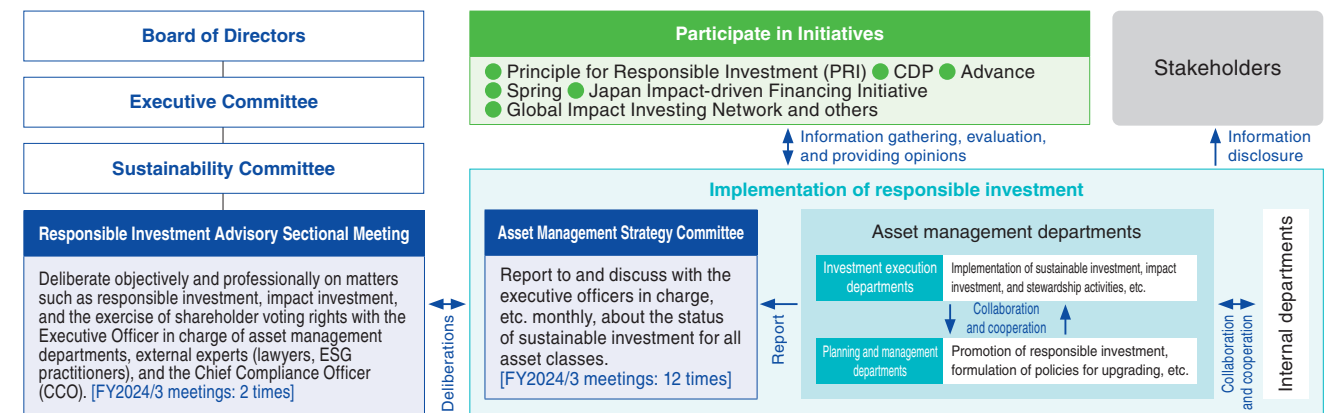 Board of Directors
Executive Committee
Sustainability Committee
Responsible Investment Advisory Sectional Meeting
Deliberate objectively and professionally on matters
such as responsible investment, impact investment,
and the exercise of shareholder voting rights with the
Executive Officer in charge of asset management
departments, external experts (lawyers, ESG
practitioners), and the Chief Compliance Officer
(CCO). [FY2024/3 meetings: 2 times]
Deliberations
Participate in Initiatives
● Principle for Responsible Investment (PRI) ● CDP ● Advance
● Spring ● Japan Impact-driven Financing Initiative
● Global Impact Investing Network and others
Stakeholders
Information gathering, evaluation,
and providing opinions
Information
disclosure
Implementation of responsible investment
Asset Management Strategy Committee
Report to and discuss with the
executive officers in charge,
etc. monthly, about the status
of sustainable investment for all
asset classes.
[FY2024/3 meetings: 12 times]
Report
Asset management departments
Investment execution
departments
Implementation of sustainable investment, impact
investment, and stewardship activities, etc.
Collaboration
and cooperation
Planning and management
departments
Promotion of responsible investment,
formulation of policies for upgrading, etc.
Collaboration
and cooperation
Internal departments